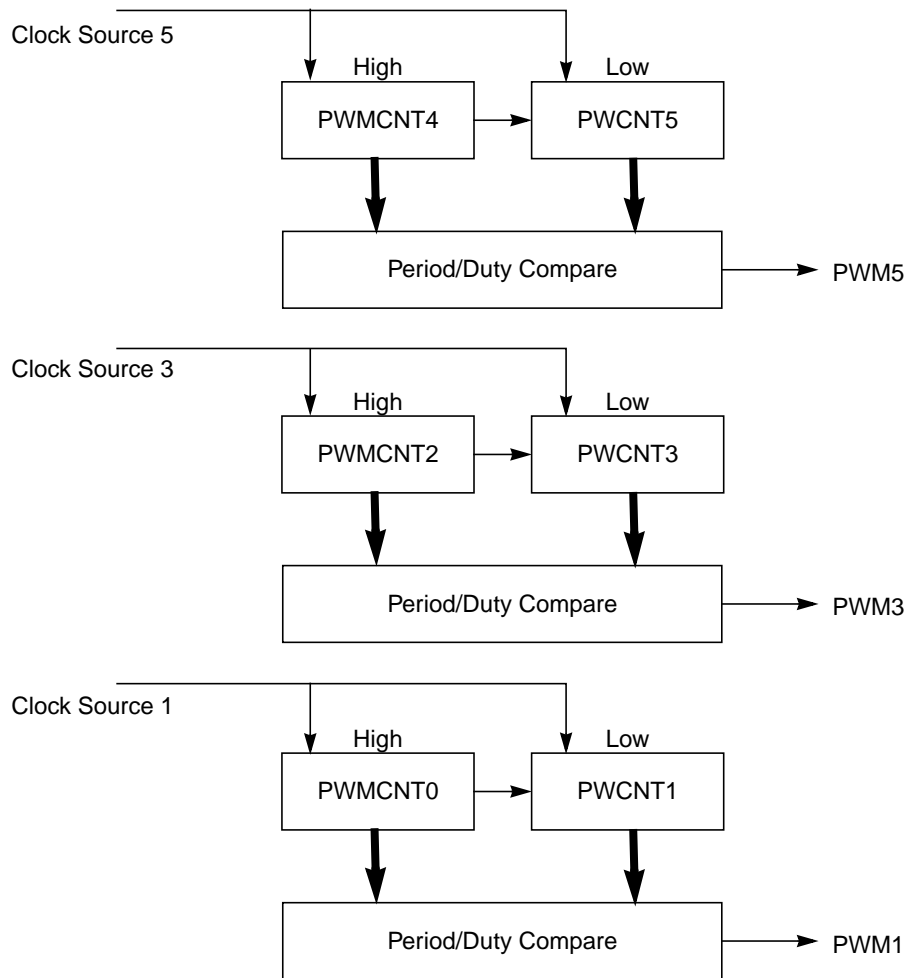 Clock Source 5
High Low
PWMCNT4 PWCNT5
Period/Duty Compare PWM5
Clock Source 3
High Low
PWMCNT2 PWCNT3
Period/Duty Compare PWM3
Clock Source 1
High Low
PWMCNT0 PWCNT1
Period/Duty Compare PWM1